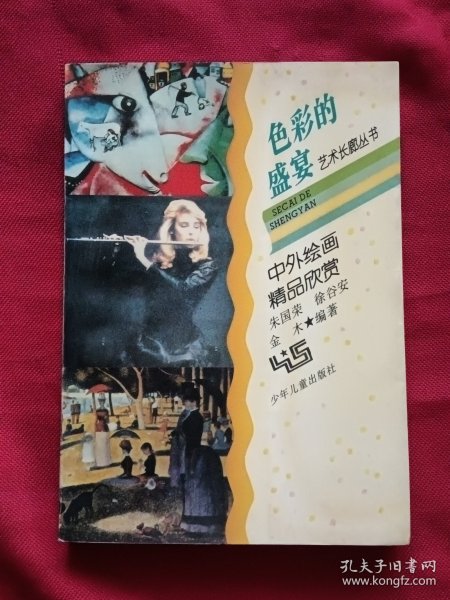 色彩的
盛宴
艺术长廊丛书
SECAI DE
SHENGYAN
中外绘画
精品欣赏
朱国荣 徐谷安
金木★编著
少年儿童出版社
孔夫子旧书网
www.kongfz.com